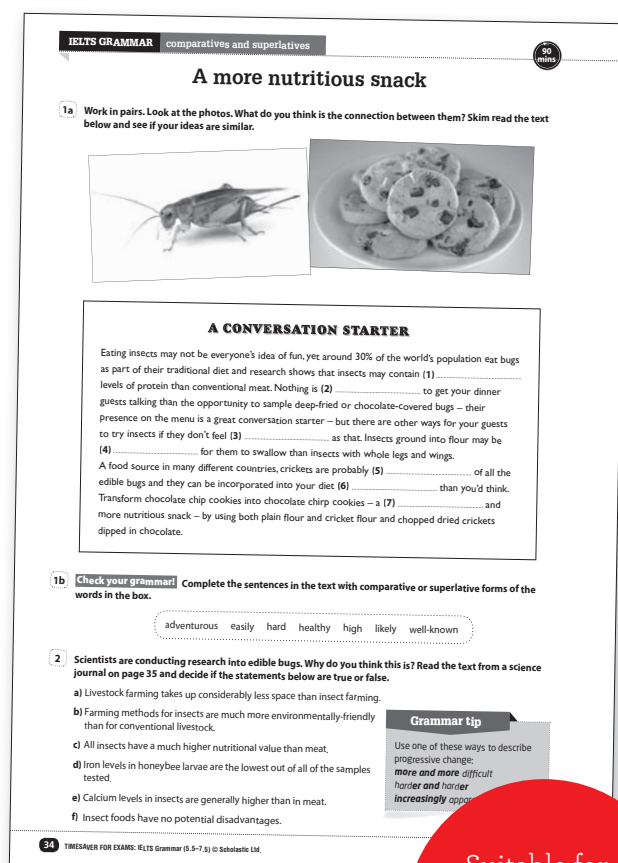 IELTS GRAMMAR comparatives and superlatives
90
mins
A more nutritious snack
1a Work in pairs. Look at the photos. What do you think is the connection between them? Skim read the text
below and see if your ideas are similar.
A CONVERSATION STARTER
Eating insects may not be everyone's idea of fun, yet around 30% of the world's population eat bugs
as part of their traditional diet and research shows that insects may contain (1)
levels of protein than conventional meat. Nothing is (2) to get your dinner
guests talking than the opportunity to sample deep-fried or chocolate-covered bugs – their
presence on the menu is a great conversation starter – but there are other ways for your guests
to try insects if they don't feel (3) as that. Insects ground into flour may be
(4) for them to swallow than insects with whole legs and wings.
A food source in many different countries, crickets are probably (5) of all the
edible bugs and they can be incorporated into your diet (6) than you'd think.
Transform chocolate chip cookies into chocolate chirp cookies – a (7) and
more nutritious snack – by using both plain flour and cricket flour and chopped dried crickets
dipped in chocolate.
1b Check your grammar! Complete the sentences in the text with comparative or superlative forms of the
words in the box.
adventurous easily hard healthy high likely well-known
2 Scientists are conducting research into edible bugs. Why do you think this is? Read the text from a science
journal on page 35 and decide if the statements below are true or false.
a) Livestock farming takes up considerably less space than insect farming.
b) Farming methods for insects are much more environmentally-friendly
than for conventional livestock.
c) All insects have a much higher nutritional value than meat.
d) Iron levels in honeybee larvae are the lowest out of all of the samples
tested.
e) Calcium levels in insects are generally higher than in meat.
f) Insect foods have no potential disadvantages.
Grammar tip
Use one of these ways to describe
progressive change:
more and more difficult
harder and harder
increasingly
34 TIMESAVER FOR EXAMS: IELTS Grammar (5.5–7.5) © Scholastic Ltd.
Suitable for